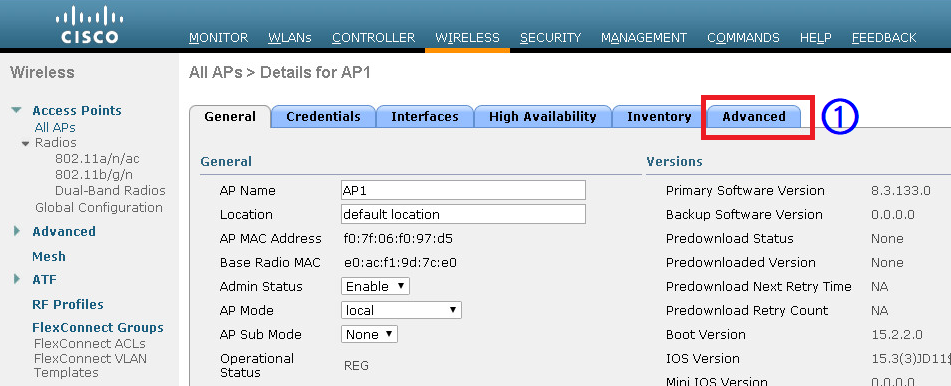 CISCO
MONITOR WLANs CONTROLLER WIRELESS SECURITY MANAGEMENT COMMANDS HELP FEEDBACK
Wireless
Access Points
All APs
Radios
802.11a/n/ac
802.11b/g/n
Dual-Band Radios
Global Configuration
Advanced
Mesh
ATF
RF Profiles
FlexConnect Groups
FlexConnect ACLs
FlexConnect VLAN
Templates
All APs > Details for AP1
General Credentials Interfaces High Availability Inventory Advanced 1
General
AP Name AP1
Location default location
AP MAC Address f0:7f:06:f0:97:d5
Base Radio MAC e0:ac:f1:9d:7c:e0
Admin Status Enable
AP Mode local
AP Sub Mode None
Operational
Status REG
Versions
Primary Software Version 8.3.133.0
Backup Software Version 0.0.0.0
Predownload Status None
Predownloaded Version None
Predownload Next Retry Time NA
Predownload Retry Count NA
Boot Version 15.2.2.0
IOS Version 15.3(3)JD11$
Mini IOS Version 0.0.0.0